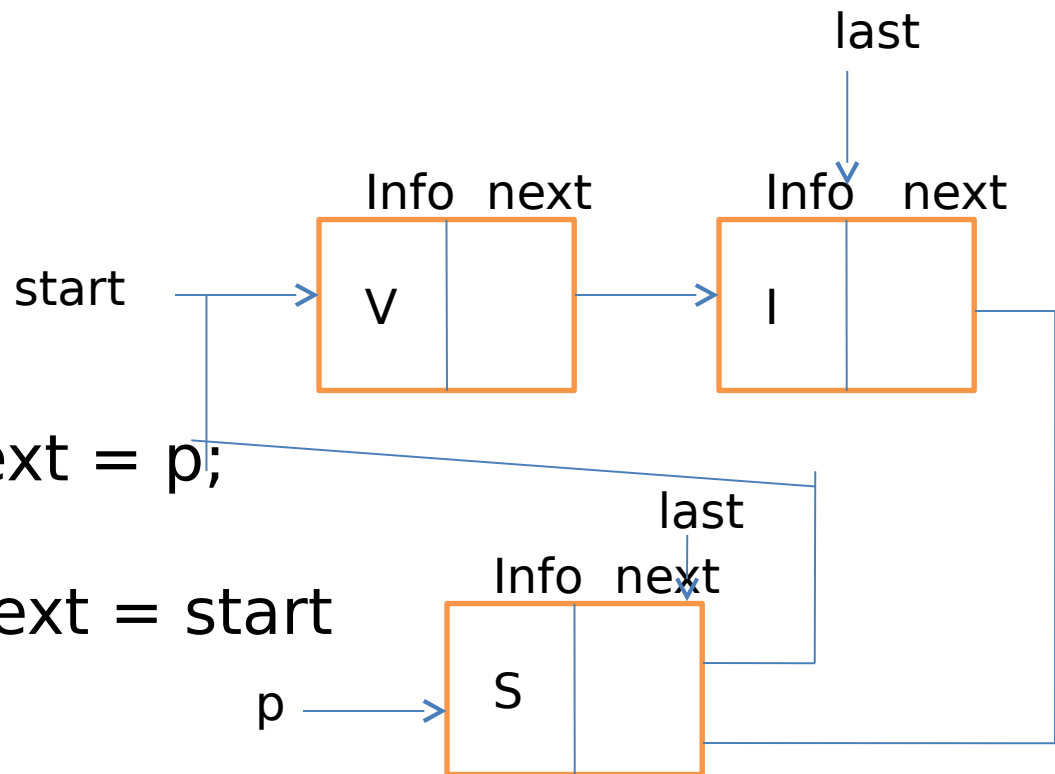 last
Info next
Info next
start
V
I
ext = p;
last
Info next
ext = start
S
p